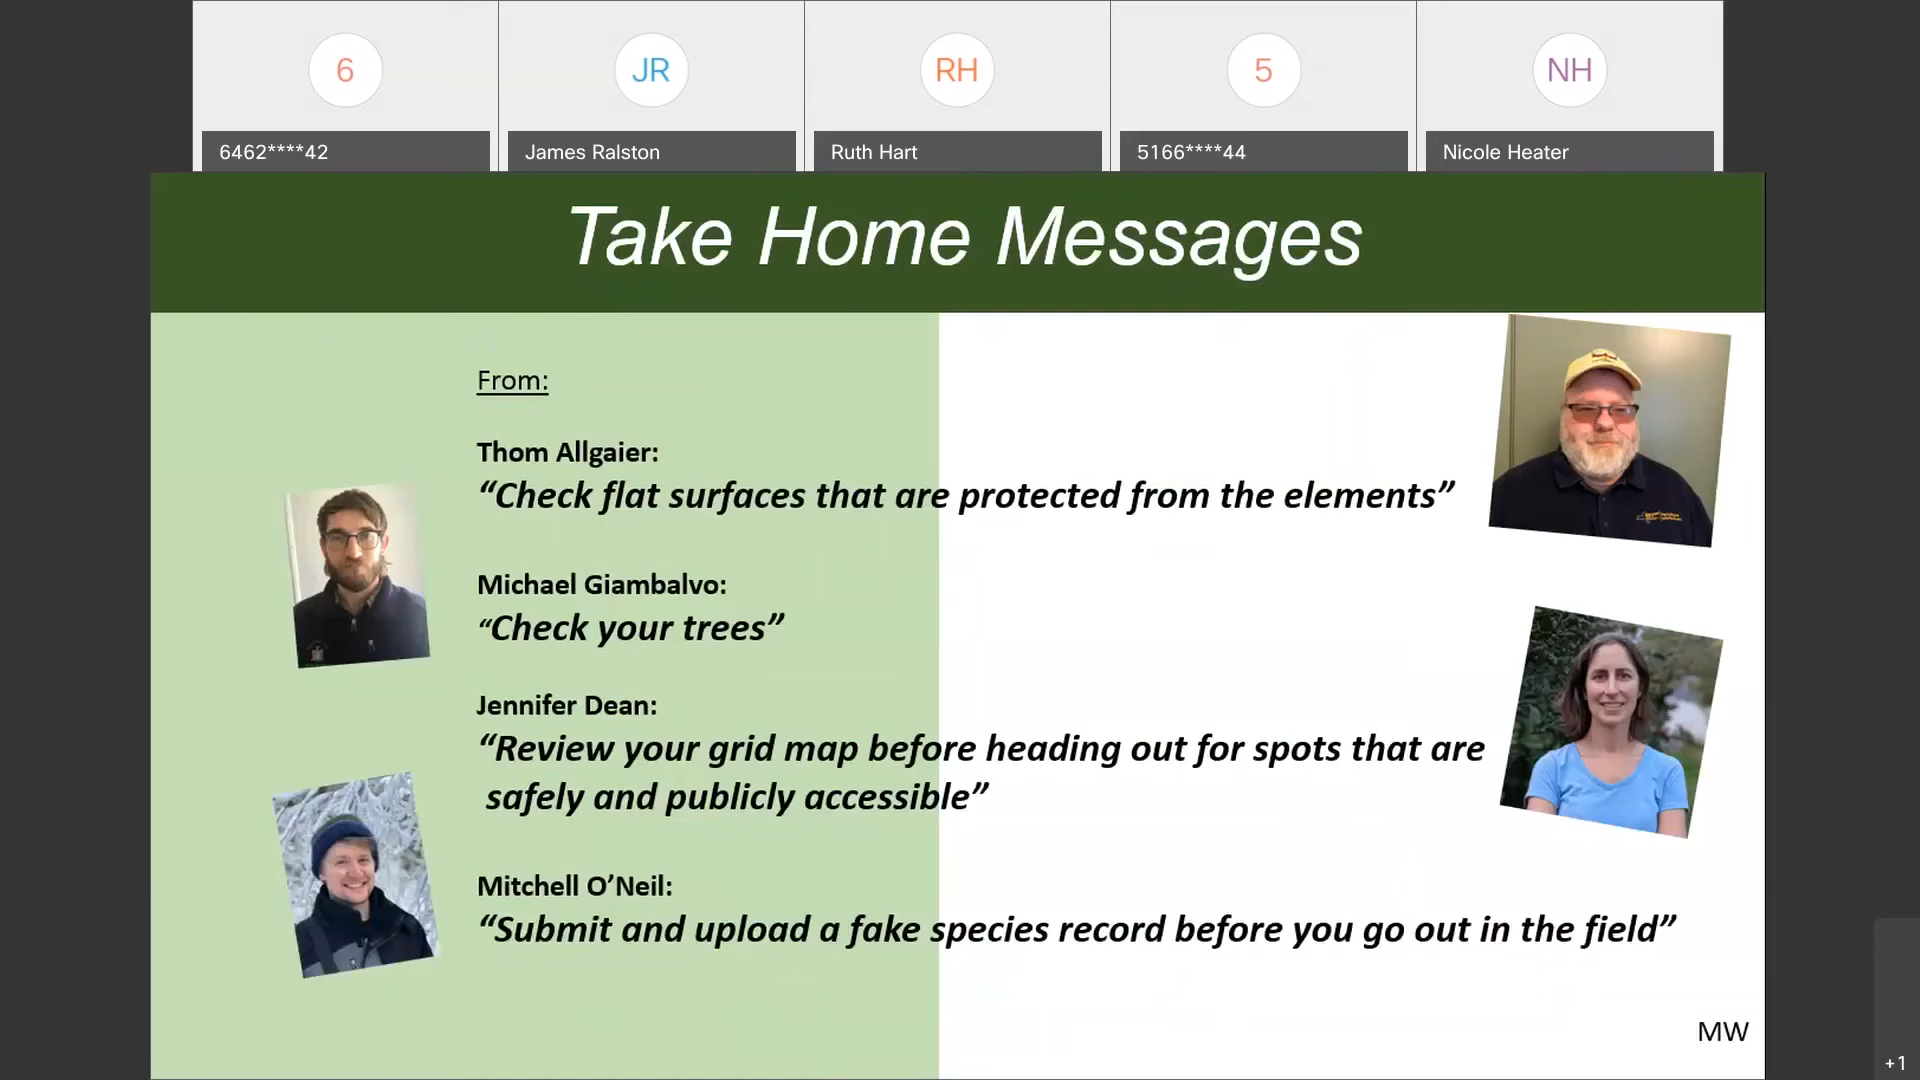 6
JR
RH
5
NH
6462****42
James Ralston
Ruth Hart
5166****44
Nicole Heater
Take Home Messages
From:
Thom Allgaier:
“Check flat surfaces that are protected from the elements”
Michael Giambalvo:
“Check your trees”
Jennifer Dean:
“Review your grid map before heading out for spots that are
safely and publicly accessible”
Mitchell O’Neil:
“Submit and upload a fake species record before you go out in the field”
MW
+1